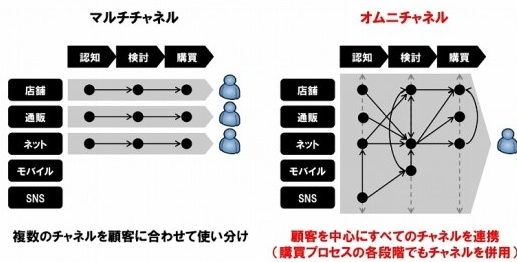 マルチチャネル
認知 検討 購買
店舗
通販
ネット
モバイル
SNS
複数のチャネルを顧客に合わせて使い分け
オムニチャネル
認知 検討 購買
店舗
通販
ネット
モバイル
SNS
顧客を中心にすべてのチャネルを連携
(購買プロセスの各段階でもチャネルを併用)